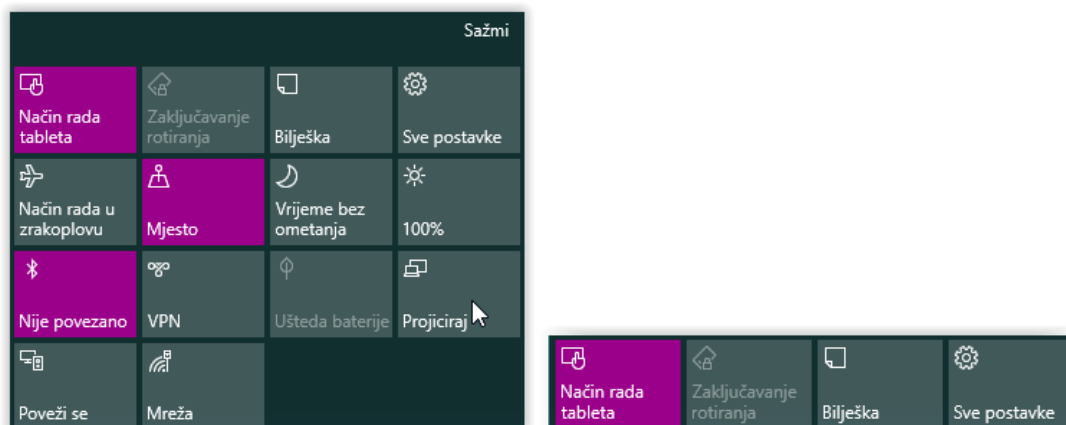 Sažmi
Način rada
tableta
Zaključavanje
rotiranja
Bilješka
Sve postavke
Način rada u
zrakoplovu
Mjesto
Vrijeme bez
ometanja
100%
Nije povezano
VPN
Ušteda baterije
Projiciraj
Poveži se
Mreža
Način rada
tableta
Zaključavanje
rotiranja
Bilješka
Sve postavke